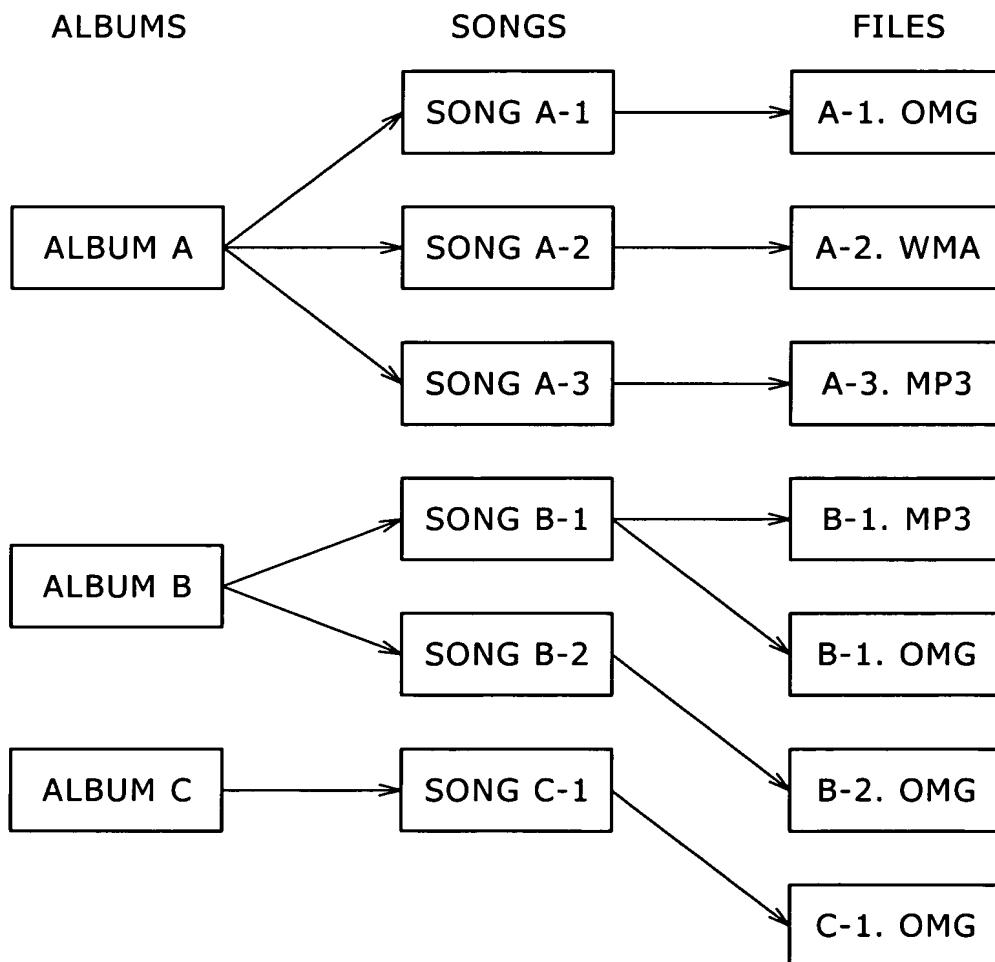 ALBUMS SONGS FILES
SONG A-1 A-1. OMG
ALBUM A SONG A-2 A-2. WMA
SONG A-3 A-3. MP3
SONG B-1 B-1. MP3
ALBUM B
SONG B-2 B-1. OMG
ALBUM C SONG C-1 B-2. OMG
C-1. OMG